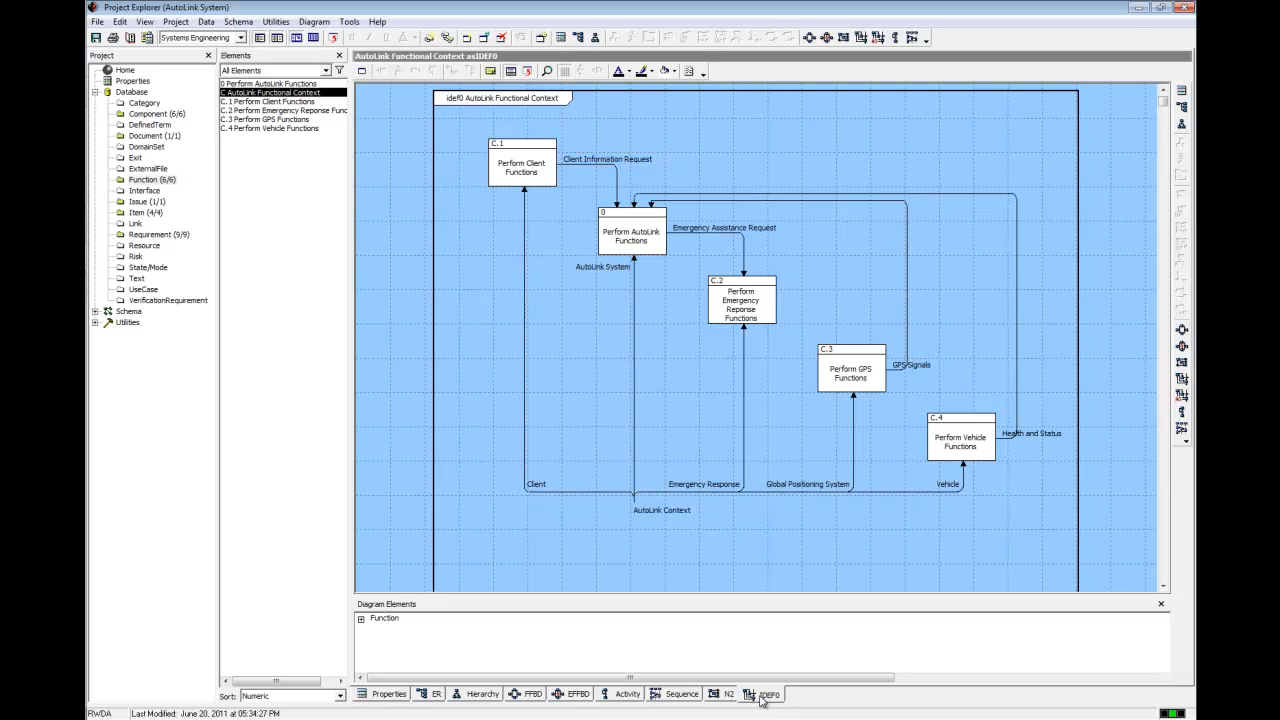 Project Explorer (AutoLink System)
File Edit View Project Data Schema Utilities Diagram Tools Help
Systems Engineering
Project
Home
Properties
Database
Category
Component (6/6)
DefinedTerm
Document (1/1)
DomainSet
Exit
ExternalFile
Function (6/6)
Interface
Issue (1/1)
Item (4/4)
Link
Requirement (9/9)
Resource
Risk
State/Mode
Text
UseCase
VerificationRequirement
Schema
Utilities
Elements
All Elements
0 Perform AutoLink Functions
C AutoLink Functional Context
C.1 Perform Client Functions
C.2 Perform Emergency Reponse Func
C.3 Perform GPS Functions
C.4 Perform Vehicle Functions
Sort: Numeric
AutoLink Functional Context asIDEF0
idef0 AutoLink Functional Context
C.1
Perform Client
Functions
Client Information Request
0
Perform AutoLink
Functions
Emergency Assistance Request
AutoLink System
C.2
Perform
Emergency
Reponse
Functions
C.3
Perform GPS
Functions
GPS Signals
C.4
Perform Vehicle
Functions
Health and Status
Client
Emergency Response
Global Positioning System
Vehicle
AutoLink Context
Diagram Elements
Function
Properties ER Hierarchy FFBD EFFBD Activity Sequence N2 IDEF0
RWDA Last Modified: June 20, 2011 at 05:34:27 PM